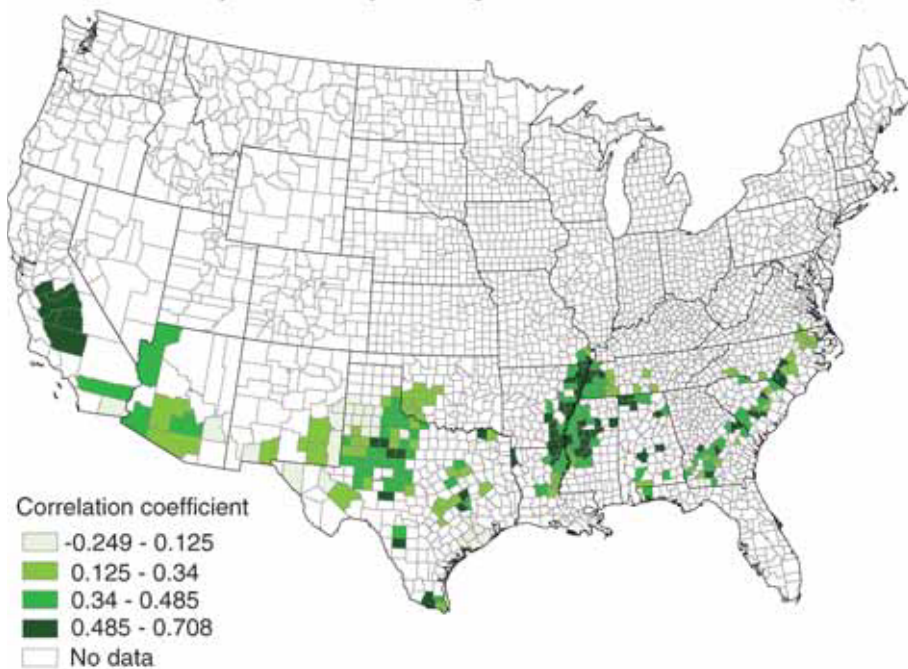 Correlation coefficient
-0.249 - 0.125
0.125 - 0.34
0.34 - 0.485
0.485 - 0.708
No data